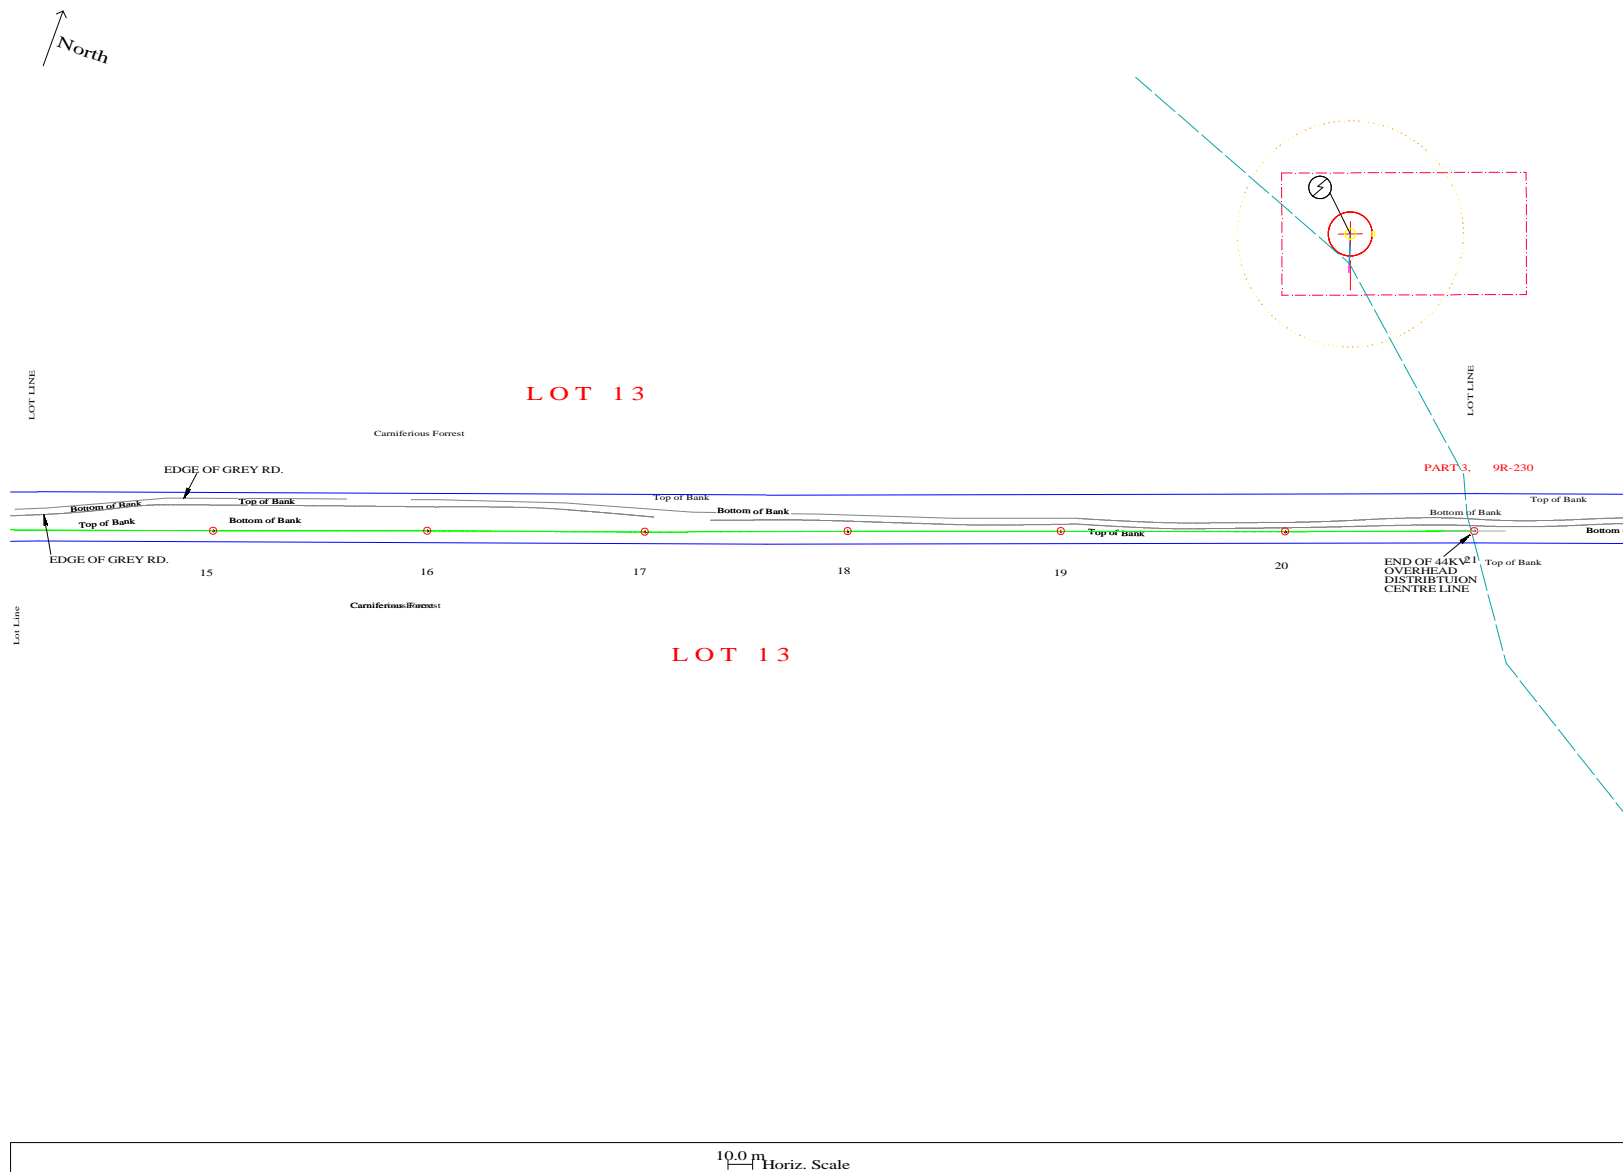 North
LOT LINE
LOT LINE
LOT 13
Carniferious Forrest
EDGE OF GREY RD.
PART 3, 9R-230
Top of Bank
Top of Bank
Bottom of Bank
Top of Bank
Bottom of Bank
Bottom of Bank
Top of Bank
Bottom of Bank
Top of Bank
Bottom
EDGE OF GREY RD.
15
16
17
18
19
20
21
Top of Bank
END OF 44KV
OVERHEAD
DISTRIBTUION
CENTRE LINE
Lot Line
Carniferious Forrest
LOT 13
10.0 m
Horiz. Scale